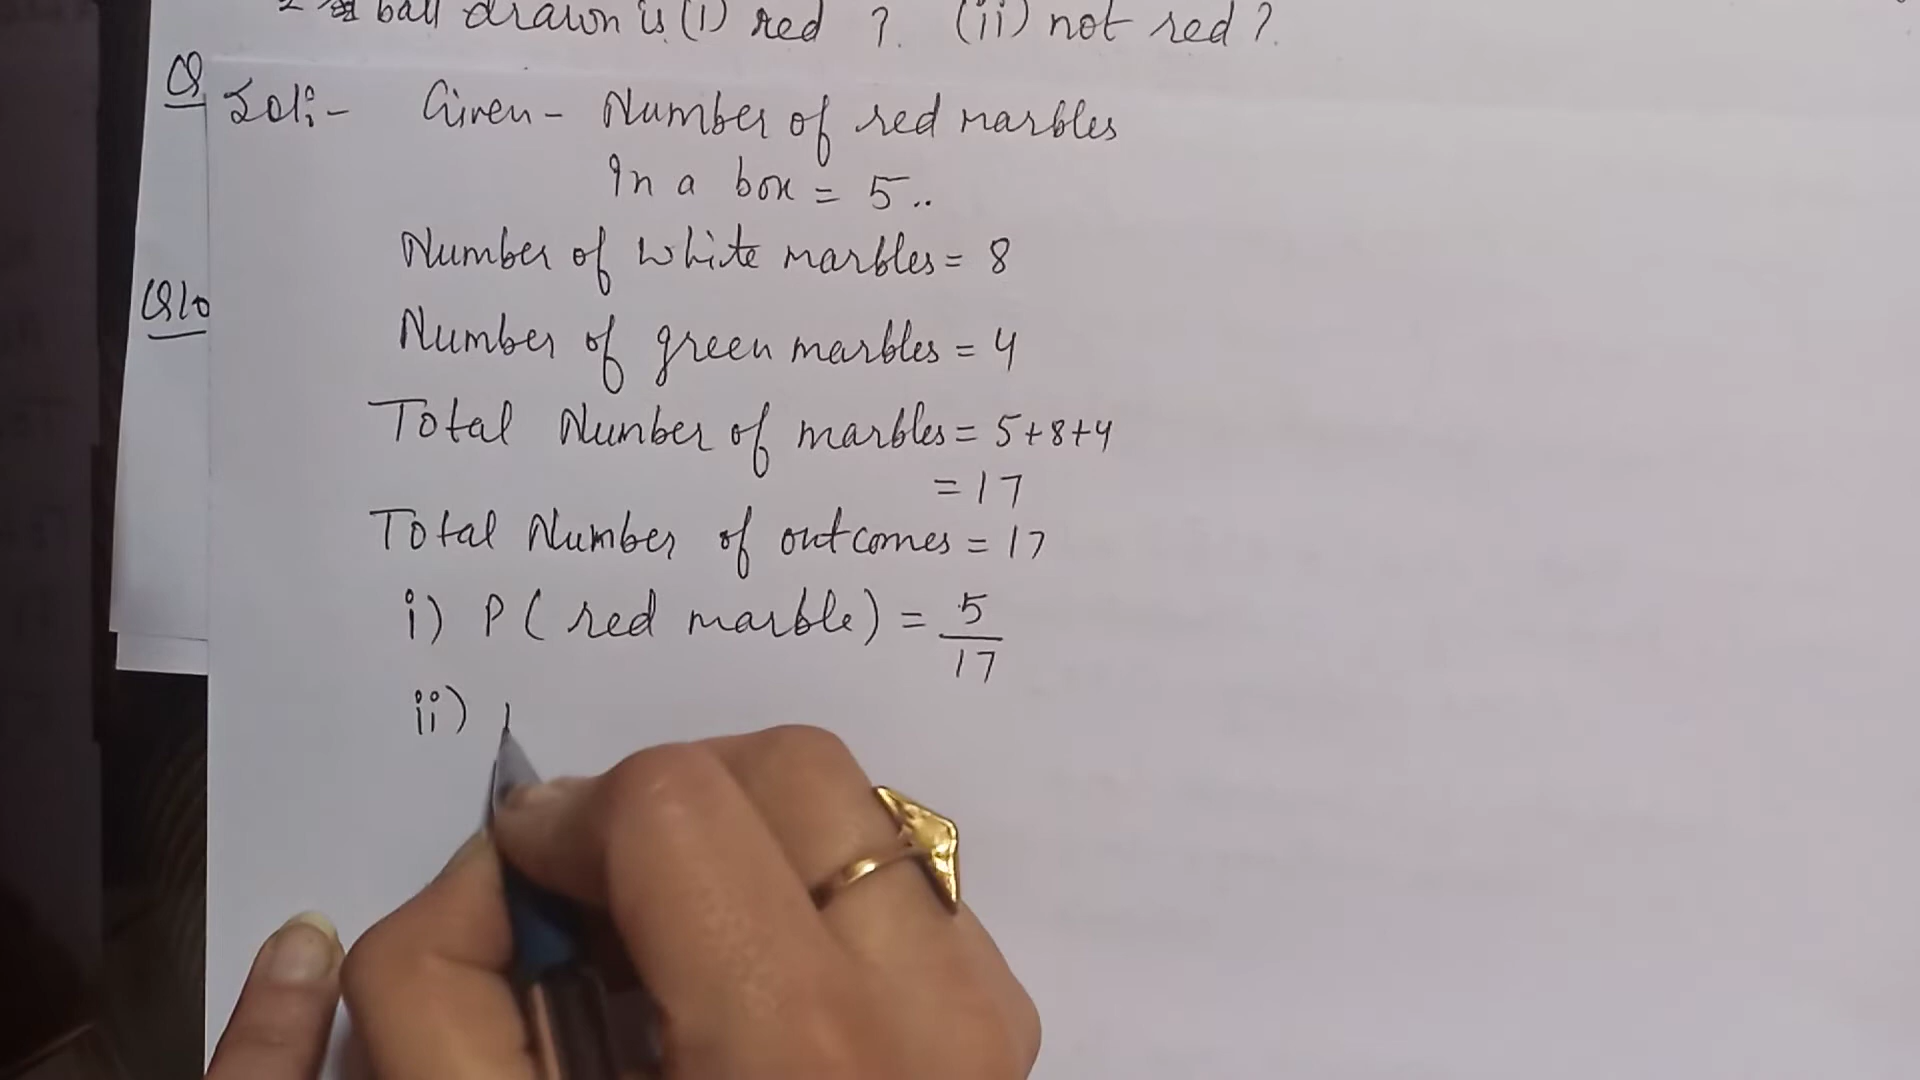 ball drawn is (i) red ? (ii) not red ?
Q
Sol:- Given - Number of red marbles
In a box = 5..
Number of white marbles = 8
Q10
Number of green marbles = 4
Total Number of marbles = 5+8+4
= 17
Total Number of outcomes = 17
i) P( red marble) = 5/17
ii)